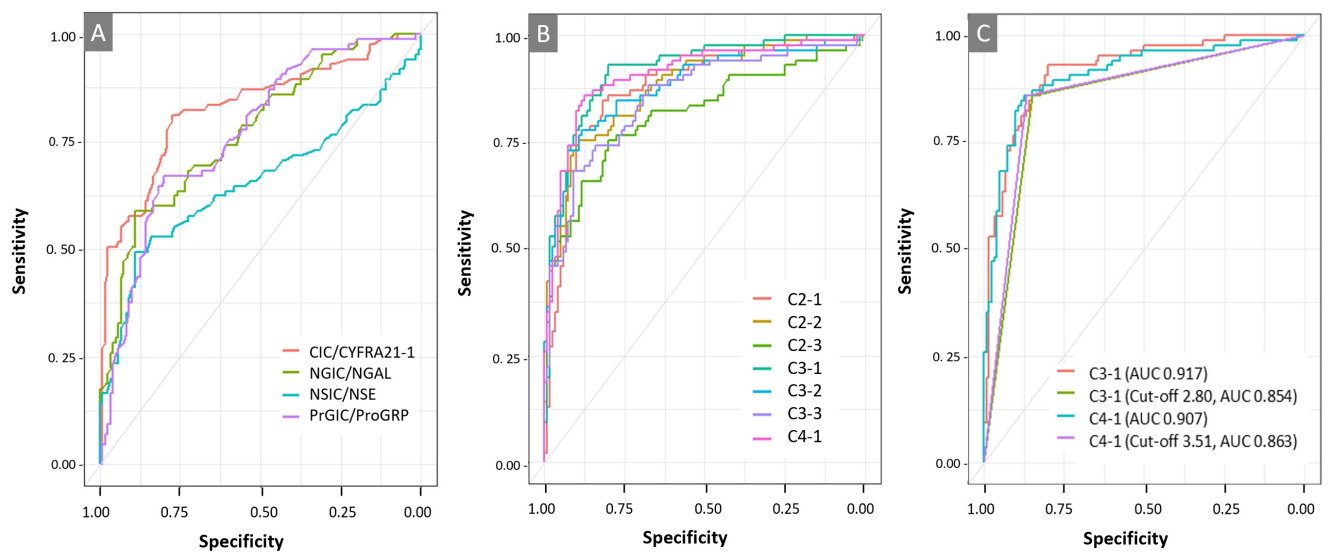 A
1.00
0.75
0.50
0.25
0.00
Sensitivity
CIC/CYFRA21-1
NGIC/NGAL
NSIC/NSE
PrGIC/ProGRP
1.00 0.75 0.50 0.25 0.00
Specificity
B
1.00
0.75
0.50
0.25
0.00
Sensitivity
C2-1
C2-2
C2-3
C3-1
C3-2
C3-3
C4-1
1.00 0.75 0.50 0.25 0.00
Specificity
C
1.00
0.75
0.50
0.25
0.00
Sensitivity
C3-1 (AUC 0.917)
C3-1 (Cut-off 2.80, AUC 0.854)
C4-1 (AUC 0.907)
C4-1 (Cut-off 3.51, AUC 0.863)
1.00 0.75 0.50 0.25 0.00
Specificity